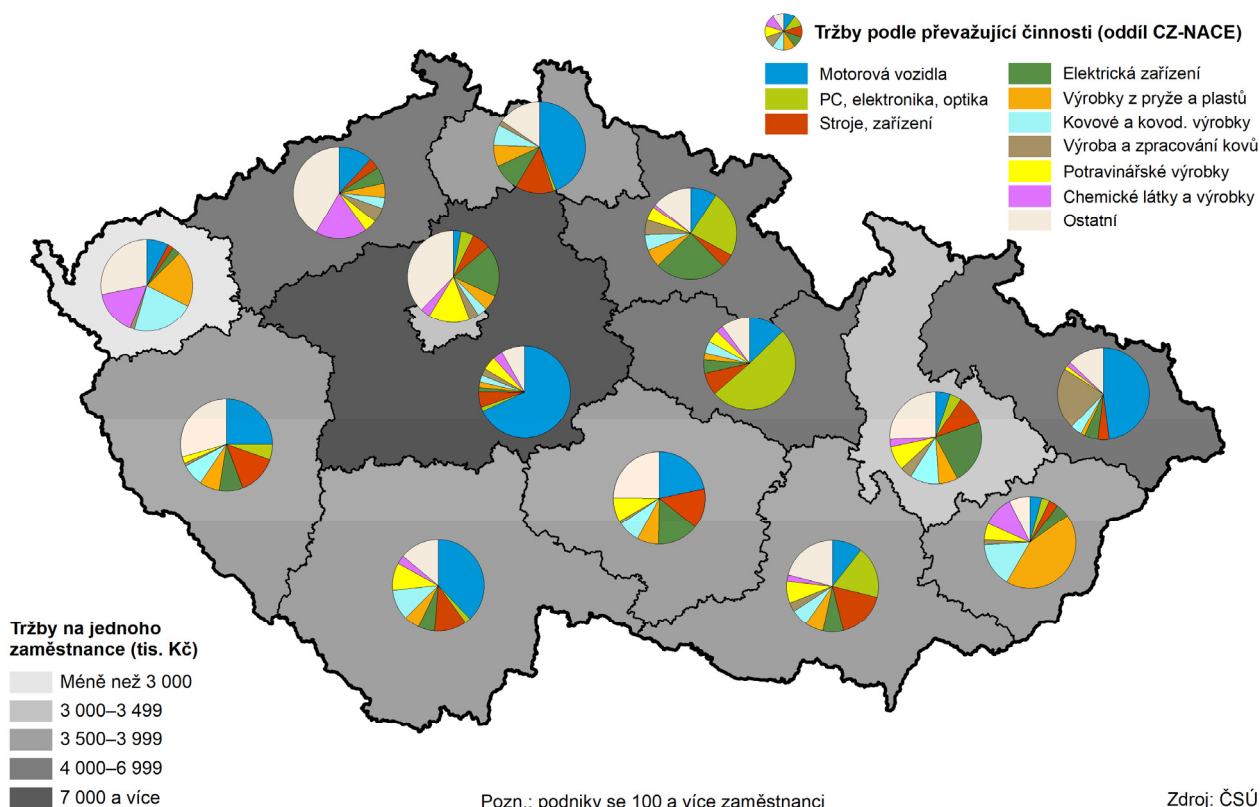 Tržby podle převažující činnosti (oddíl CZ-NACE)
Motorová vozidla
PC, elektronika, optika
Stroje, zařízení
Elektrická zařízení
Výrobky z pryže a plastů
Kovové a kovod. výrobky
Výroba a zpracování kovů
Potravinářské výrobky
Chemické látky a výrobky
Ostatní
Tržby na jednoho
zaměstnance (tis. Kč)
Méně než 3 000
3 000–3 499
3 500–3 999
4 000–6 999
7 000 a více
Pozn.: podniky se 100 a více zaměstnanci
Zdroj: ČSÚ